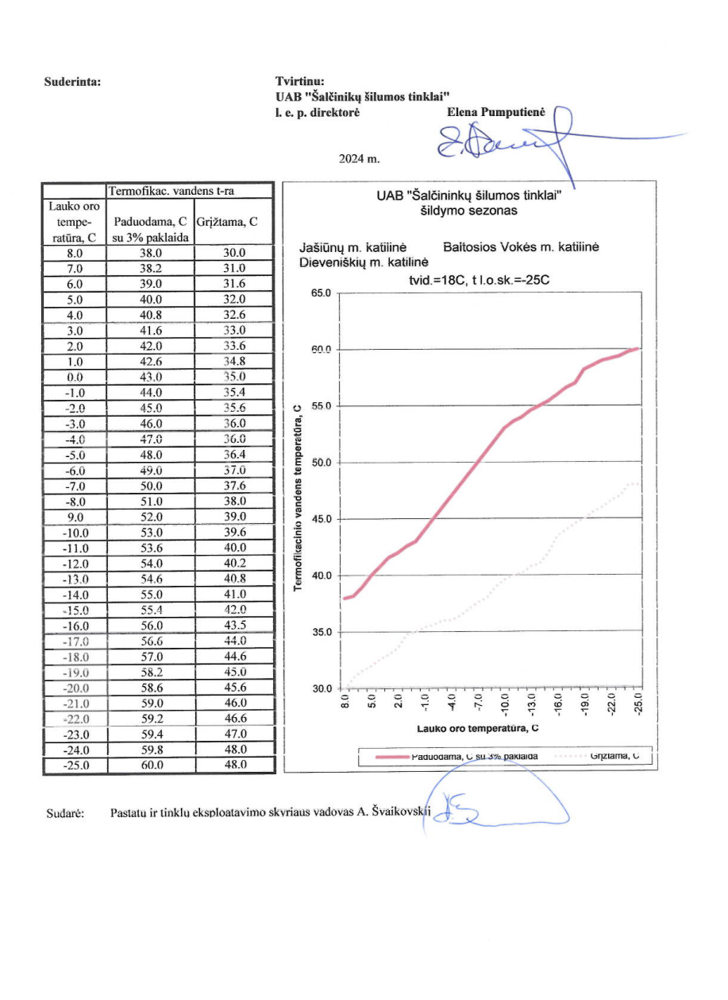 Suderinta:
Tvirtinu:
UAB "Šalčinikų šilumos tinklai"
l. e. p. direktorė Elena Pumputienė
2024 m.
Termofikac. vandens t-ra
Lauko oro tempe- ratūra, C | Paduodama, C su 3% paklaida | Grįžtama, C
8.0 38.0 30.0
7.0 38.2 31.0
6.0 39.0 31.6
5.0 40.0 32.0
4.0 40.8 32.6
3.0 41.6 33.0
2.0 42.0 33.6
1.0 42.6 34.8
0.0 43.0 35.0
-1.0 44.0 35.4
-2.0 45.0 35.6
-3.0 46.0 36.0
-4.0 47.0 36.0
-5.0 48.0 36.4
-6.0 49.0 37.0
-7.0 50.0 37.6
-8.0 51.0 38.0
9.0 52.0 39.0
-10.0 53.0 39.6
-11.0 53.6 40.0
-12.0 54.0 40.2
-13.0 54.6 40.8
-14.0 55.0 41.0
-15.0 55.4 42.0
-16.0 56.0 43.5
-17.0 56.6 44.0
-18.0 57.0 44.6
-19.0 58.2 45.0
-20.0 58.6 45.6
-21.0 59.0 46.0
-22.0 59.2 46.6
-23.0 59.4 47.0
-24.0 59.8 48.0
-25.0 60.0 48.0
UAB "Šalčininkų šilumos tinklai"
šildymo sezonas
Jašiūnų m. katilinė Baltosios Vokės m. katilinė
Dieveniškių m. katilinė
tvid.=18C, t l.o.sk.=-25C
65.0
60.0
55.0
50.0
45.0
40.0
35.0
30.0
Termofikacinio vandens temperatūra, C
8.0 5.0 2.0 -1.0 -4.0 -7.0 -10.0 -13.0 -16.0 -19.0 -22.0 -25.0
Lauko oro temperatūra, C
Paduodama, C su 3% paklaida Grįžtama, C
Sudarė: Pastatų ir tinklų eksploatavimo skyriaus vadovas A. Švaikovskij